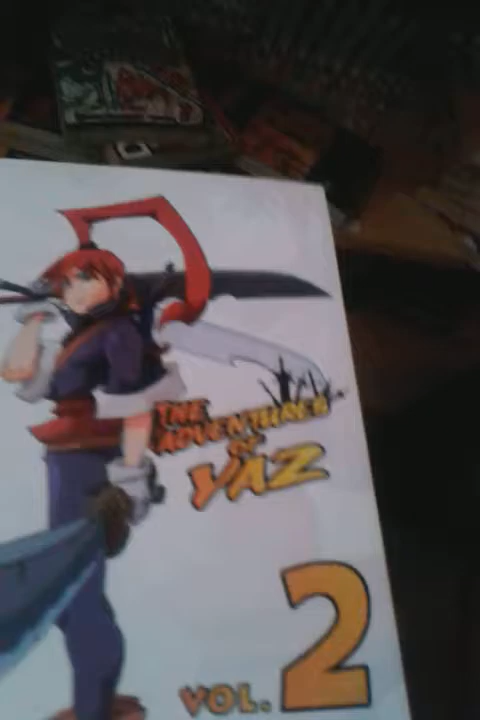 THE
ADVENTURES
OF
YAZ
VOL. 2